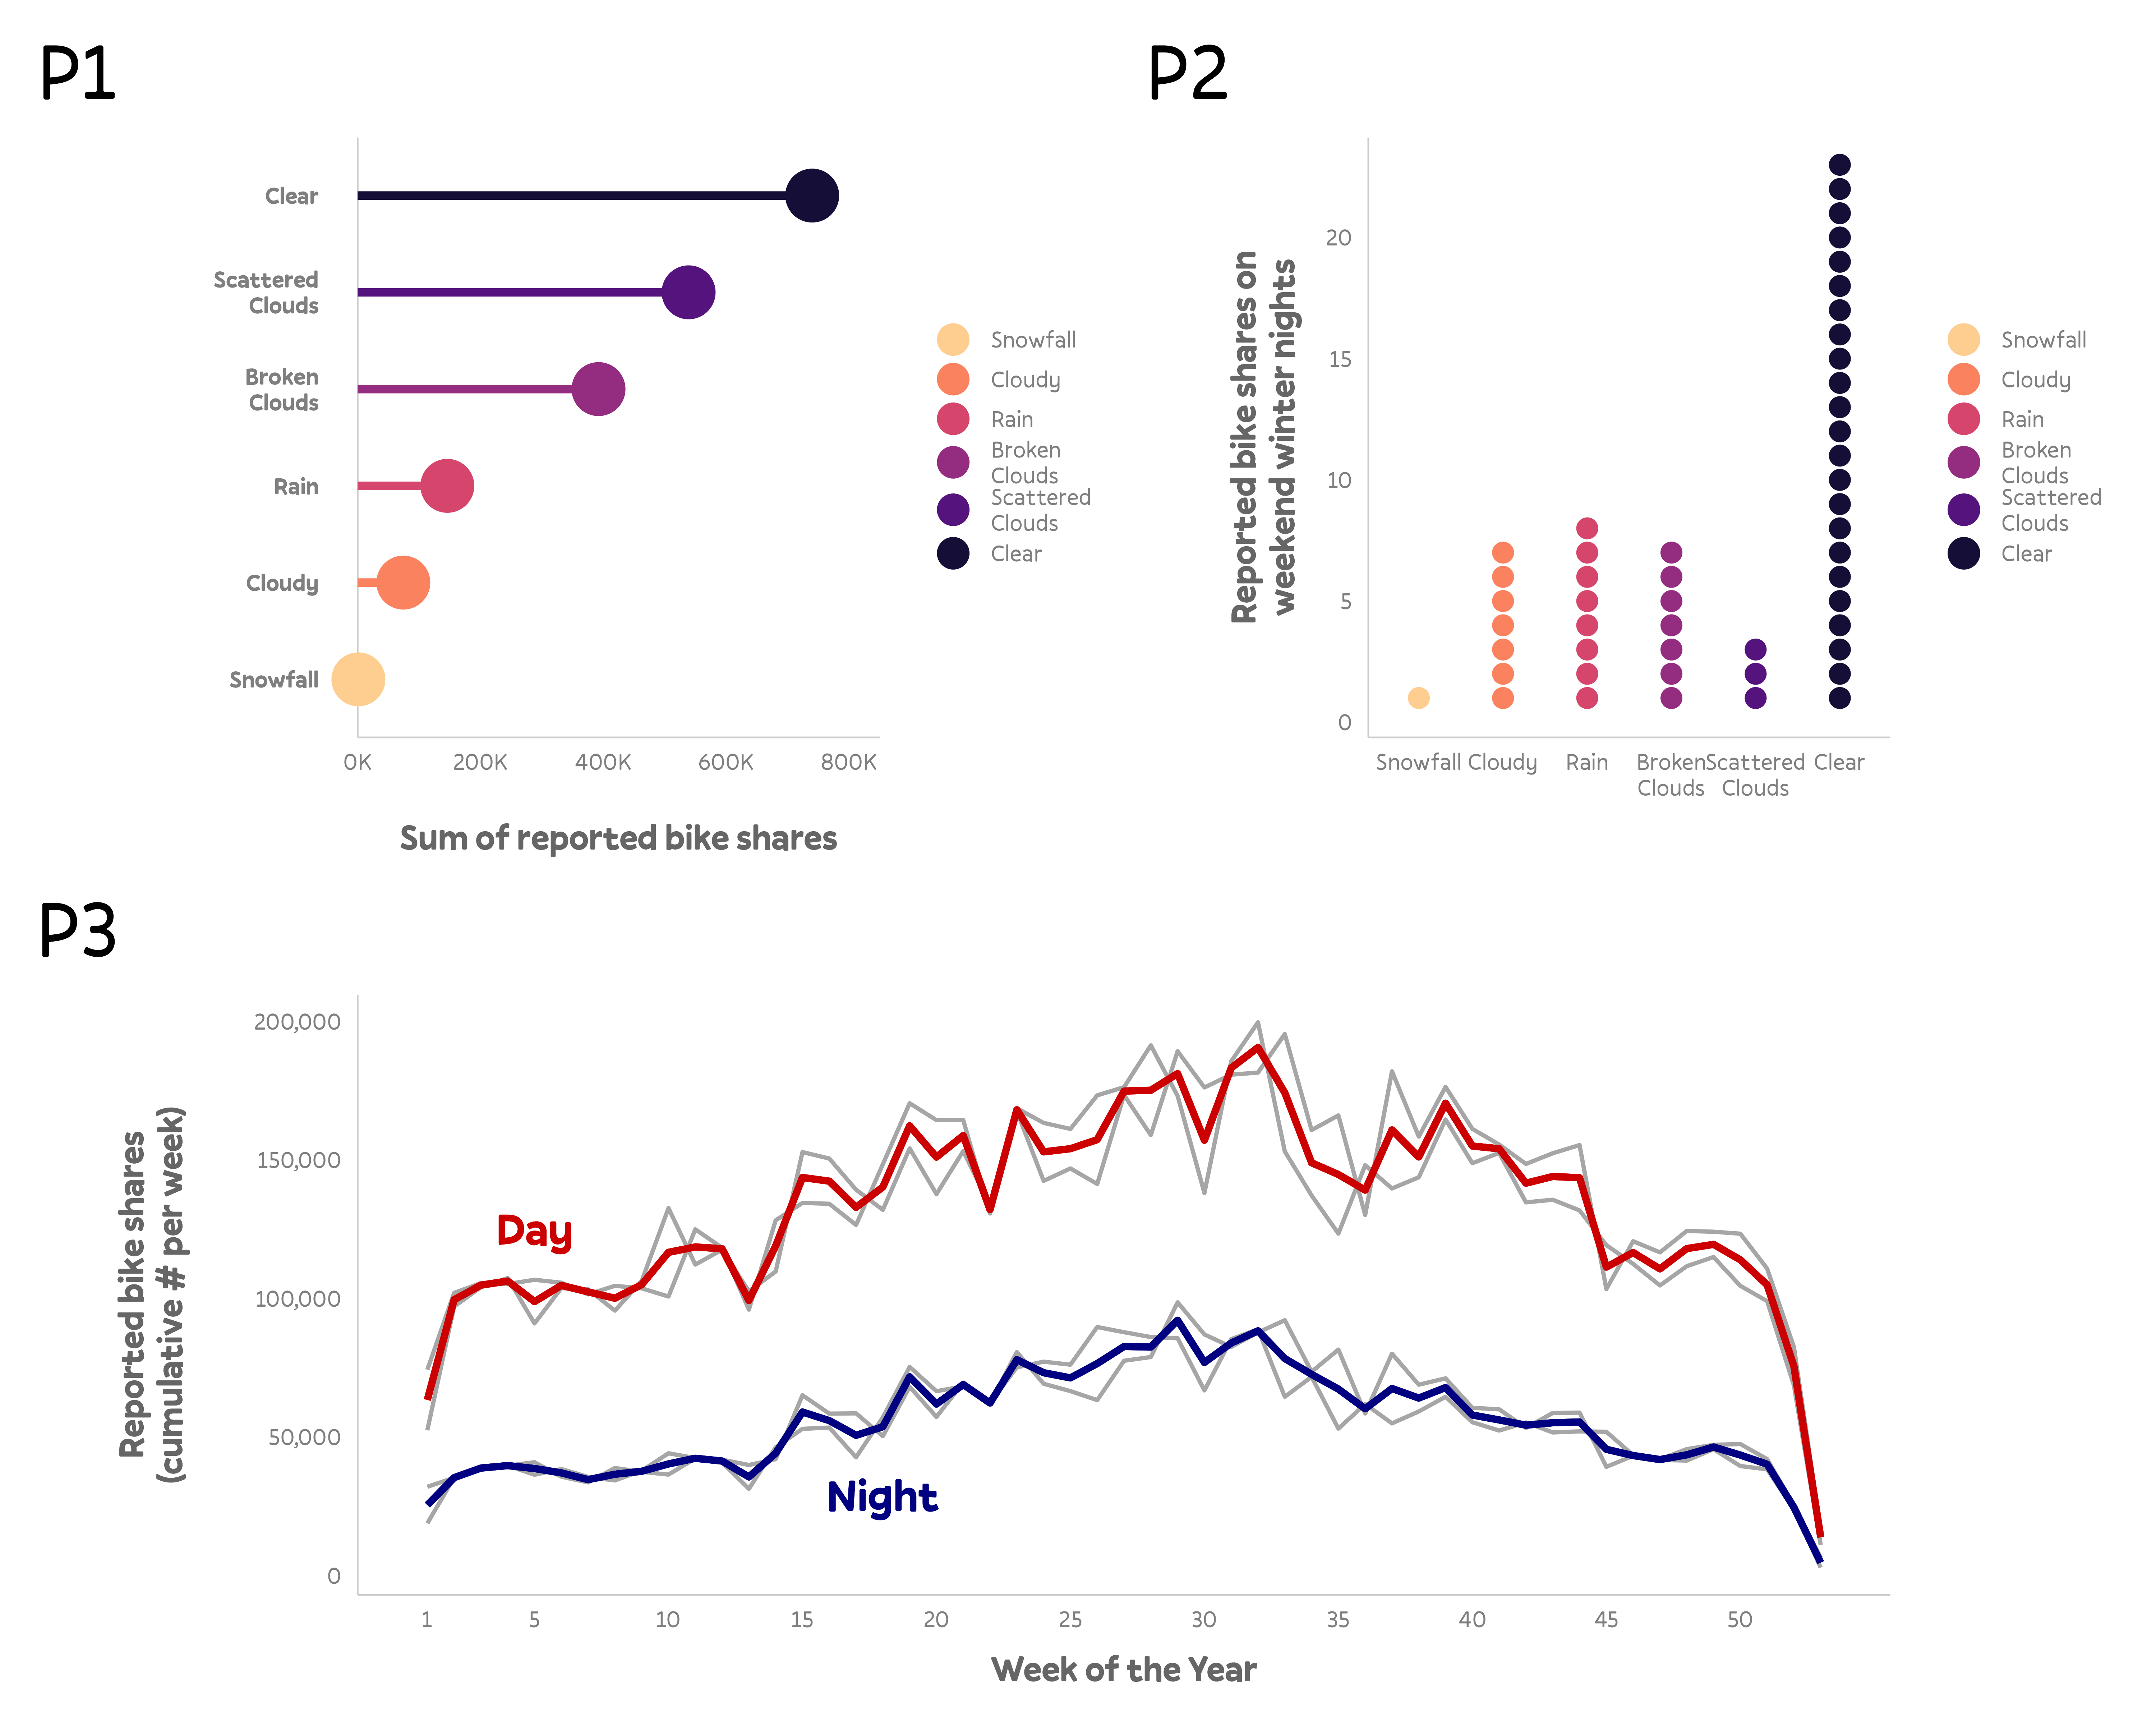 P1
Clear
Scattered
Clouds
Broken
Clouds
Rain
Cloudy
Snowfall
0K 200K 400K 600K 800K
Sum of reported bike shares
Snowfall
Cloudy
Rain
Broken
Clouds
Scattered
Clouds
Clear
P2
Reported bike shares on
weekend winter nights
20
15
10
5
0
Snowfall Cloudy Rain Broken Scattered Clear
Clouds Clouds
Snowfall
Cloudy
Rain
Broken
Clouds
Scattered
Clouds
Clear
P3
Reported bike shares
(cumulative # per week)
200,000
150,000
100,000
50,000
0
Day
Night
1 5 10 15 20 25 30 35 40 45 50
Week of the Year